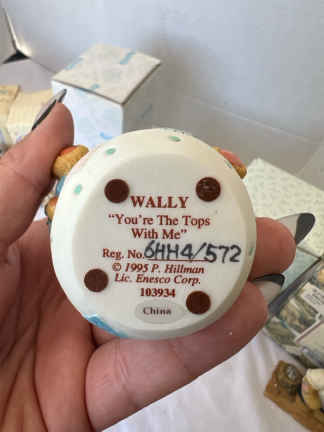 WALLY
"You're The Tops
With Me"
Reg. No. 6HH4/572
© 1995 P. Hillman
Lic. Enesco Corp.
103934
China